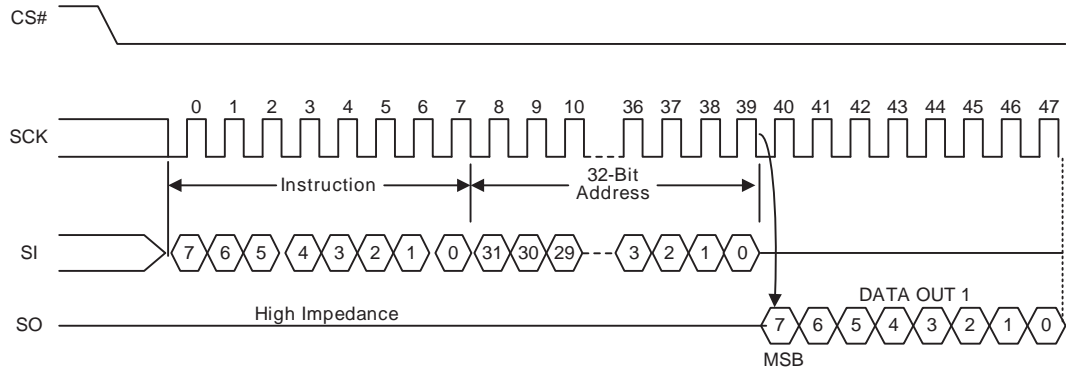 CS#
0 1 2 3 4 5 6 7 8 9 10 36 37 38 39 40 41 42 43 44 45 46 47
SCK
Instruction
32-Bit
Address
SI
7 6 5 4 3 2 1 0 31 30 29 3 2 1 0
DATA OUT 1
High Impedance
SO
7 6 5 4 3 2 1 0
MSB